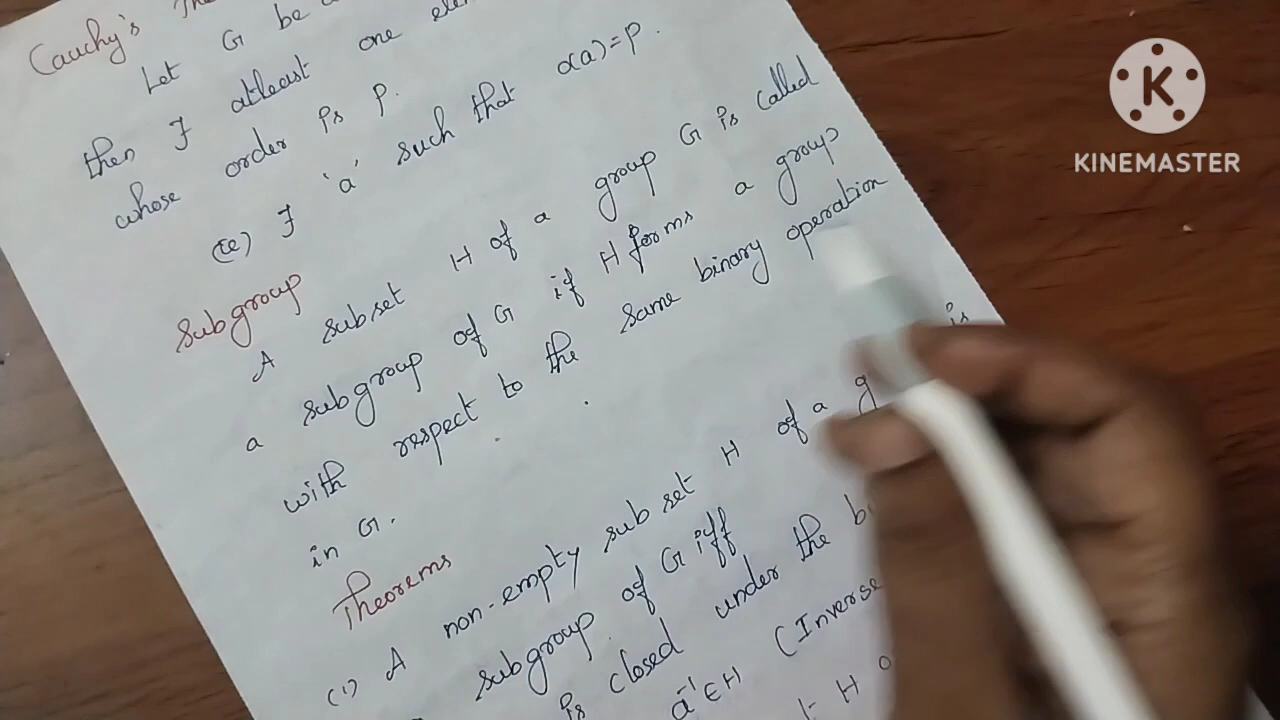 Cauchy's
Let G be
then ∃ atleast one
whose order is p.
(ie) ∃ 'a' such that o(a)=p.
Subgroup
A subset H of a group G is called
a subgroup of G if H forms a group
with respect to the same binary operation
in G.
Theorems
(1) A non-empty subset H of a is
subgroup of G iff
is closed under the
a⁻¹∈H (Inverse
H
KINEMASTER